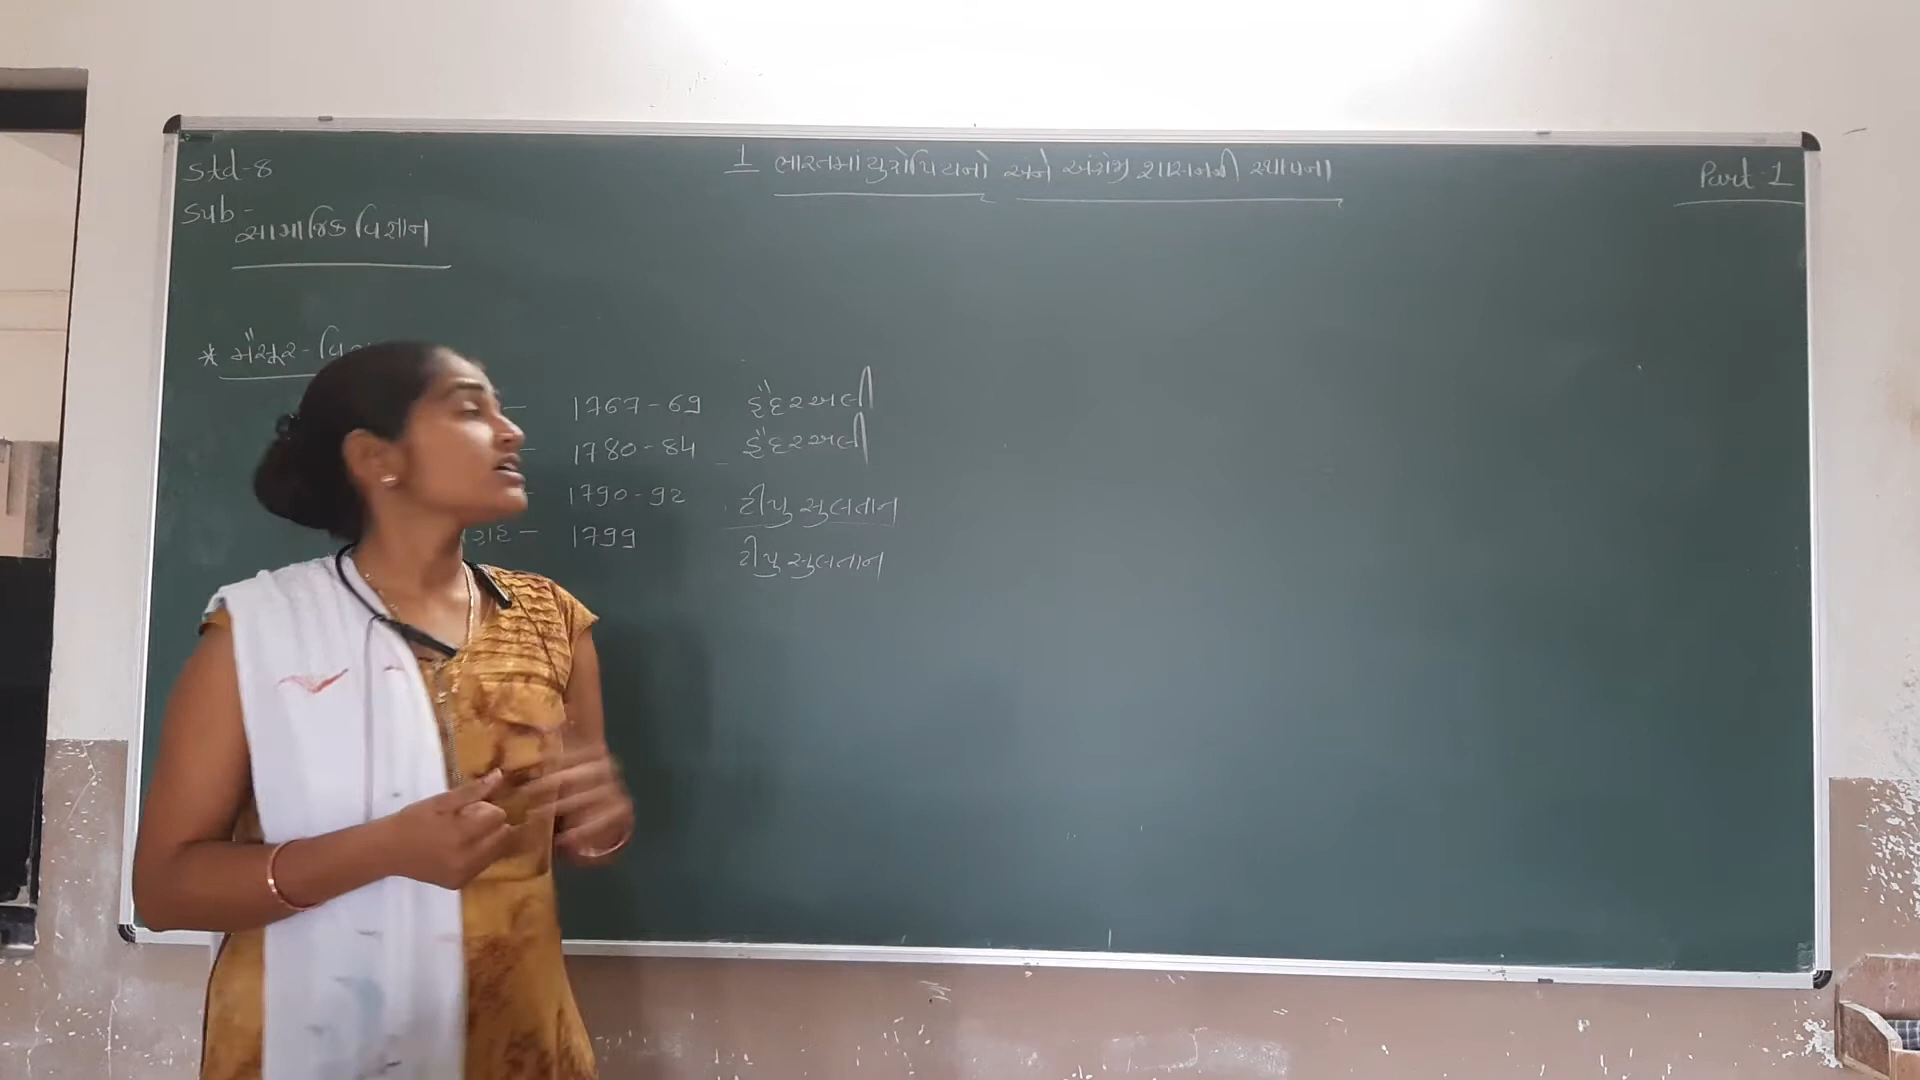 Std-8
1 ભારતમાં યુરોપિયનો અને અંગ્રેજી શાસનની સ્થાપના
Part-1
Sub-
સામાજિક વિજ્ઞાન
* મૈસૂર-
— 1767-69 હૈદરઅલી
- 1780-84 હૈદરઅલી
- 1790-92 ટીપુ સુલતાન
— 1799 ટીપુ સુલતાન